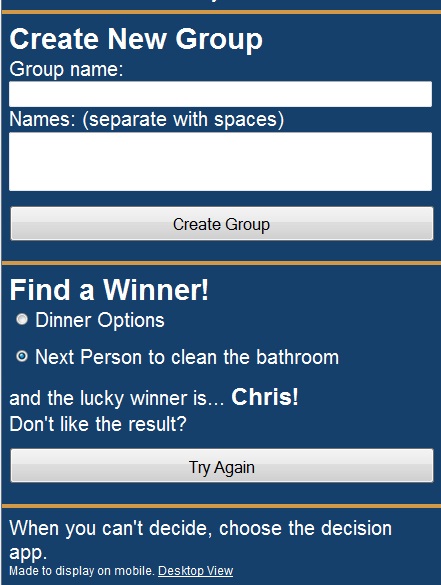 Create New Group
Group name:
Names: (separate with spaces)
Create Group
Find a Winner!
Dinner Options
Next Person to clean the bathroom
and the lucky winner is... Chris!
Don't like the result?
Try Again
When you can't decide, choose the decision
app.
Made to display on mobile. Desktop View